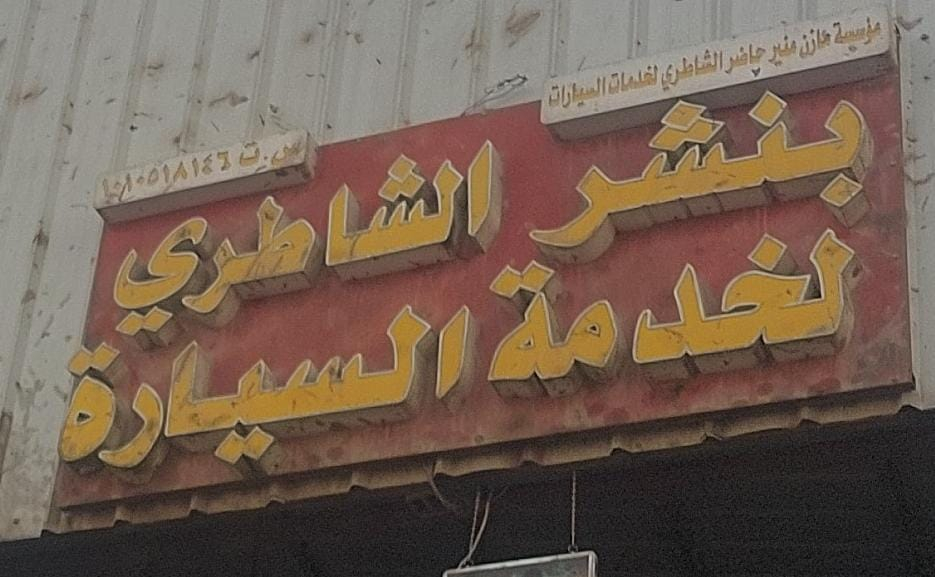 مؤسسة مازن منير حاضر الشاطري لخدمات السيارات
س.ت ١٠١٠٥١٨١٤٦
بنشر الشاطري
لخدمة السيارة